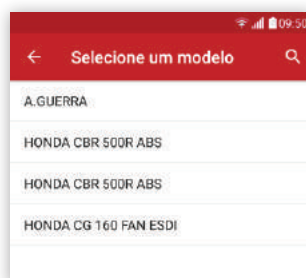 09:50
Selecione um modelo
A.GUERRA
HONDA CBR 500R ABS
HONDA CBR 500R ABS
HONDA CG 160 FAN ESDI